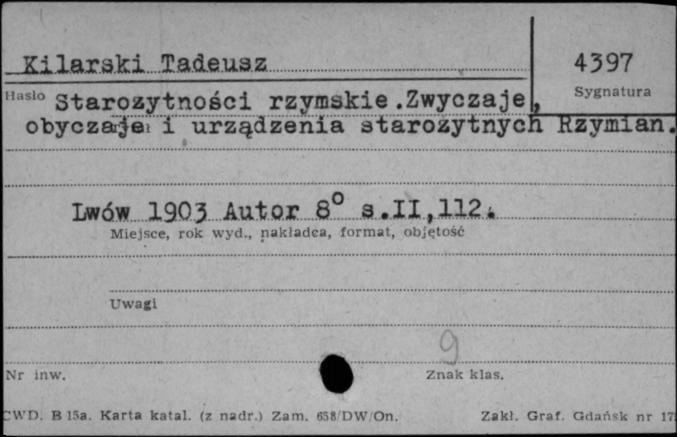 Kilarski Tadeusz
4397
Hasło Starozytności rzymskie.Zwyczaje,
Sygnatura
obyczaje i urządzenia starozytnych Rzymian.
Lwów 1903 Autor 8° s.II,112.
Miejsce, rok wyd., nakładca, format, objętość
Uwagi
9
Nr inw.
Znak klas.
CWD. B 15a. Karta katal. (z nadr.) Zam. 658/DW/On. Zakł. Graf. Gdańsk nr